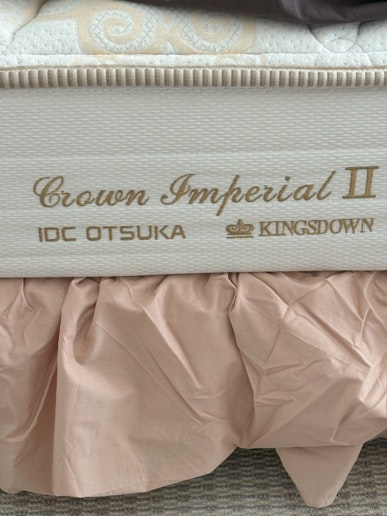 Crown Imperial II
IDC OTSUKA KINGSDOWN